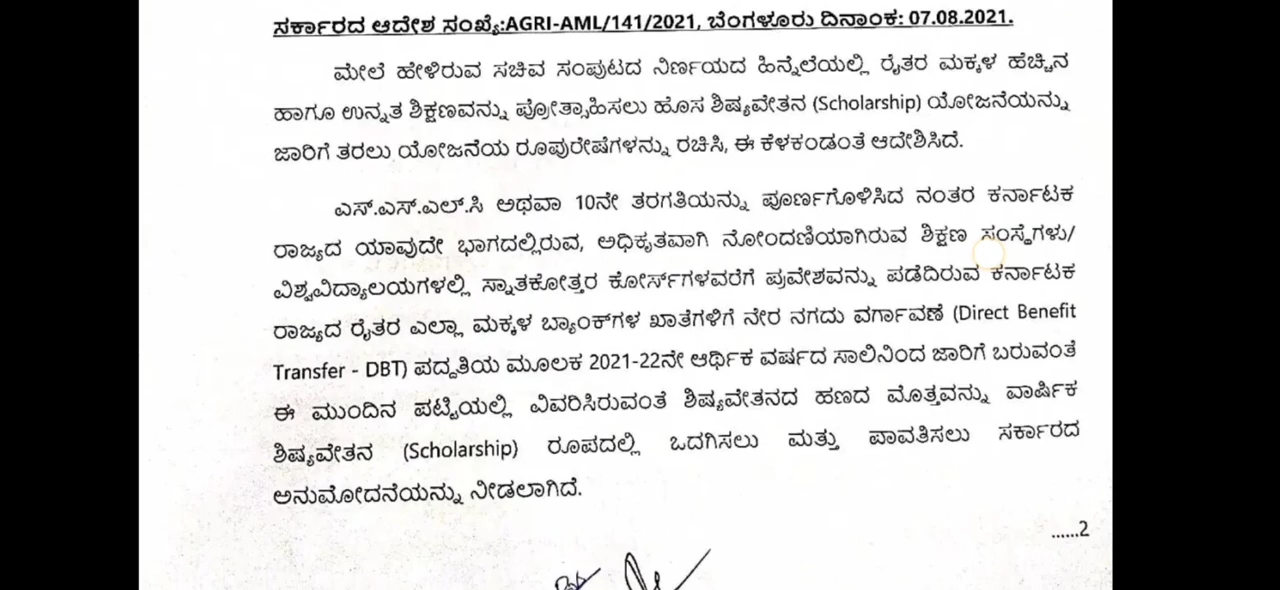 ಸರ್ಕಾರದ ಆದೇಶ ಸಂಖ್ಯೆ:AGRI-AML/141/2021, ಬೆಂಗಳೂರು ದಿನಾಂಕ: 07.08.2021.
ಮೇಲೆ ಹೇಳಿರುವ ಸಚಿವ ಸಂಪುಟದ ನಿರ್ಣಯದ ಹಿನ್ನೆಲೆಯಲ್ಲಿ ರೈತರ ಮಕ್ಕಳ ಹೆಚ್ಚಿನ
ಹಾಗೂ ಉನ್ನತ ಶಿಕ್ಷಣವನ್ನು ಪ್ರೋತ್ಸಾಹಿಸಲು ಹೊಸ ಶಿಷ್ಯವೇತನ (Scholarship) ಯೋಜನೆಯನ್ನು
ಜಾರಿಗೆ ತರಲು ಯೋಜನೆಯ ರೂಪುರೇಷೆಗಳನ್ನು ರಚಿಸಿ, ಈ ಕೆಳಕಂಡಂತೆ ಆದೇಶಿಸಿದೆ.
ಎಸ್.ಎಸ್.ಎಲ್.ಸಿ ಅಥವಾ 10ನೇ ತರಗತಿಯನ್ನು ಪೂರ್ಣಗೊಳಿಸಿದ ನಂತರ ಕರ್ನಾಟಕ
ರಾಜ್ಯದ ಯಾವುದೇ ಭಾಗದಲ್ಲಿರುವ, ಅಧಿಕೃತವಾಗಿ ನೋಂದಣಿಯಾಗಿರುವ ಶಿಕ್ಷಣ ಸಂಸ್ಥೆಗಳು/
ವಿಶ್ವವಿದ್ಯಾಲಯಗಳಲ್ಲಿ ಸ್ನಾತಕೋತ್ತರ ಕೋರ್ಸ್‌ಗಳವರೆಗೆ ಪ್ರವೇಶವನ್ನು ಪಡೆದಿರುವ ಕರ್ನಾಟಕ
ರಾಜ್ಯದ ರೈತರ ಎಲ್ಲಾ ಮಕ್ಕಳ ಬ್ಯಾಂಕ್‌ಗಳ ಖಾತೆಗಳಿಗೆ ನೇರ ನಗದು ವರ್ಗಾವಣೆ (Direct Benefit
Transfer - DBT) ಪದ್ಧತಿಯ ಮೂಲಕ 2021-22ನೇ ಆರ್ಥಿಕ ವರ್ಷದ ಸಾಲಿನಿಂದ ಜಾರಿಗೆ ಬರುವಂತೆ
ಈ ಮುಂದಿನ ಪಟ್ಟಿಯಲ್ಲಿ ವಿವರಿಸಿರುವಂತೆ ಶಿಷ್ಯವೇತನದ ಹಣದ ಮೊತ್ತವನ್ನು ವಾರ್ಷಿಕ
ಶಿಷ್ಯವೇತನ (Scholarship) ರೂಪದಲ್ಲಿ ಒದಗಿಸಲು ಮತ್ತು ಪಾವತಿಸಲು ಸರ್ಕಾರದ
ಅನುಮೋದನೆಯನ್ನು ನೀಡಲಾಗಿದೆ.
......2